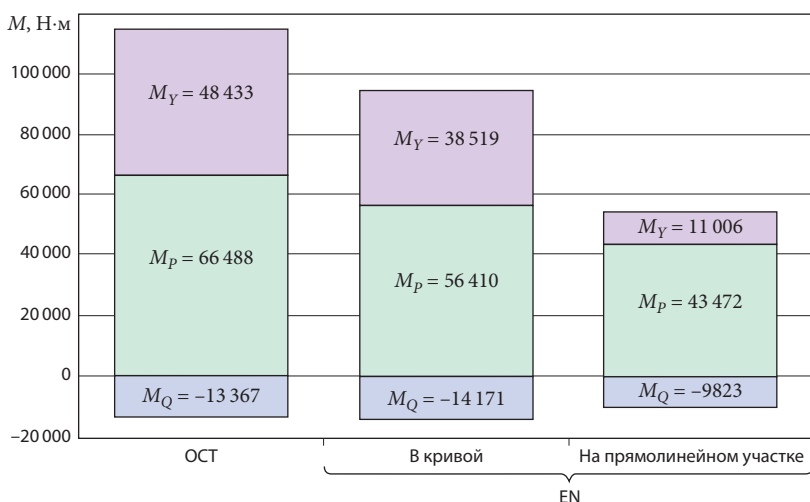 M, Н·м
100 000
80 000
60 000
40 000
20 000
0
–20 000
M_Y = 48 433
M_P = 66 488
M_Q = –13 367
M_Y = 38 519
M_P = 56 410
M_Q = –14 171
M_Y = 11 006
M_P = 43 472
M_Q = –9823
ОСТ
В кривой
На прямолинейном участке
EN